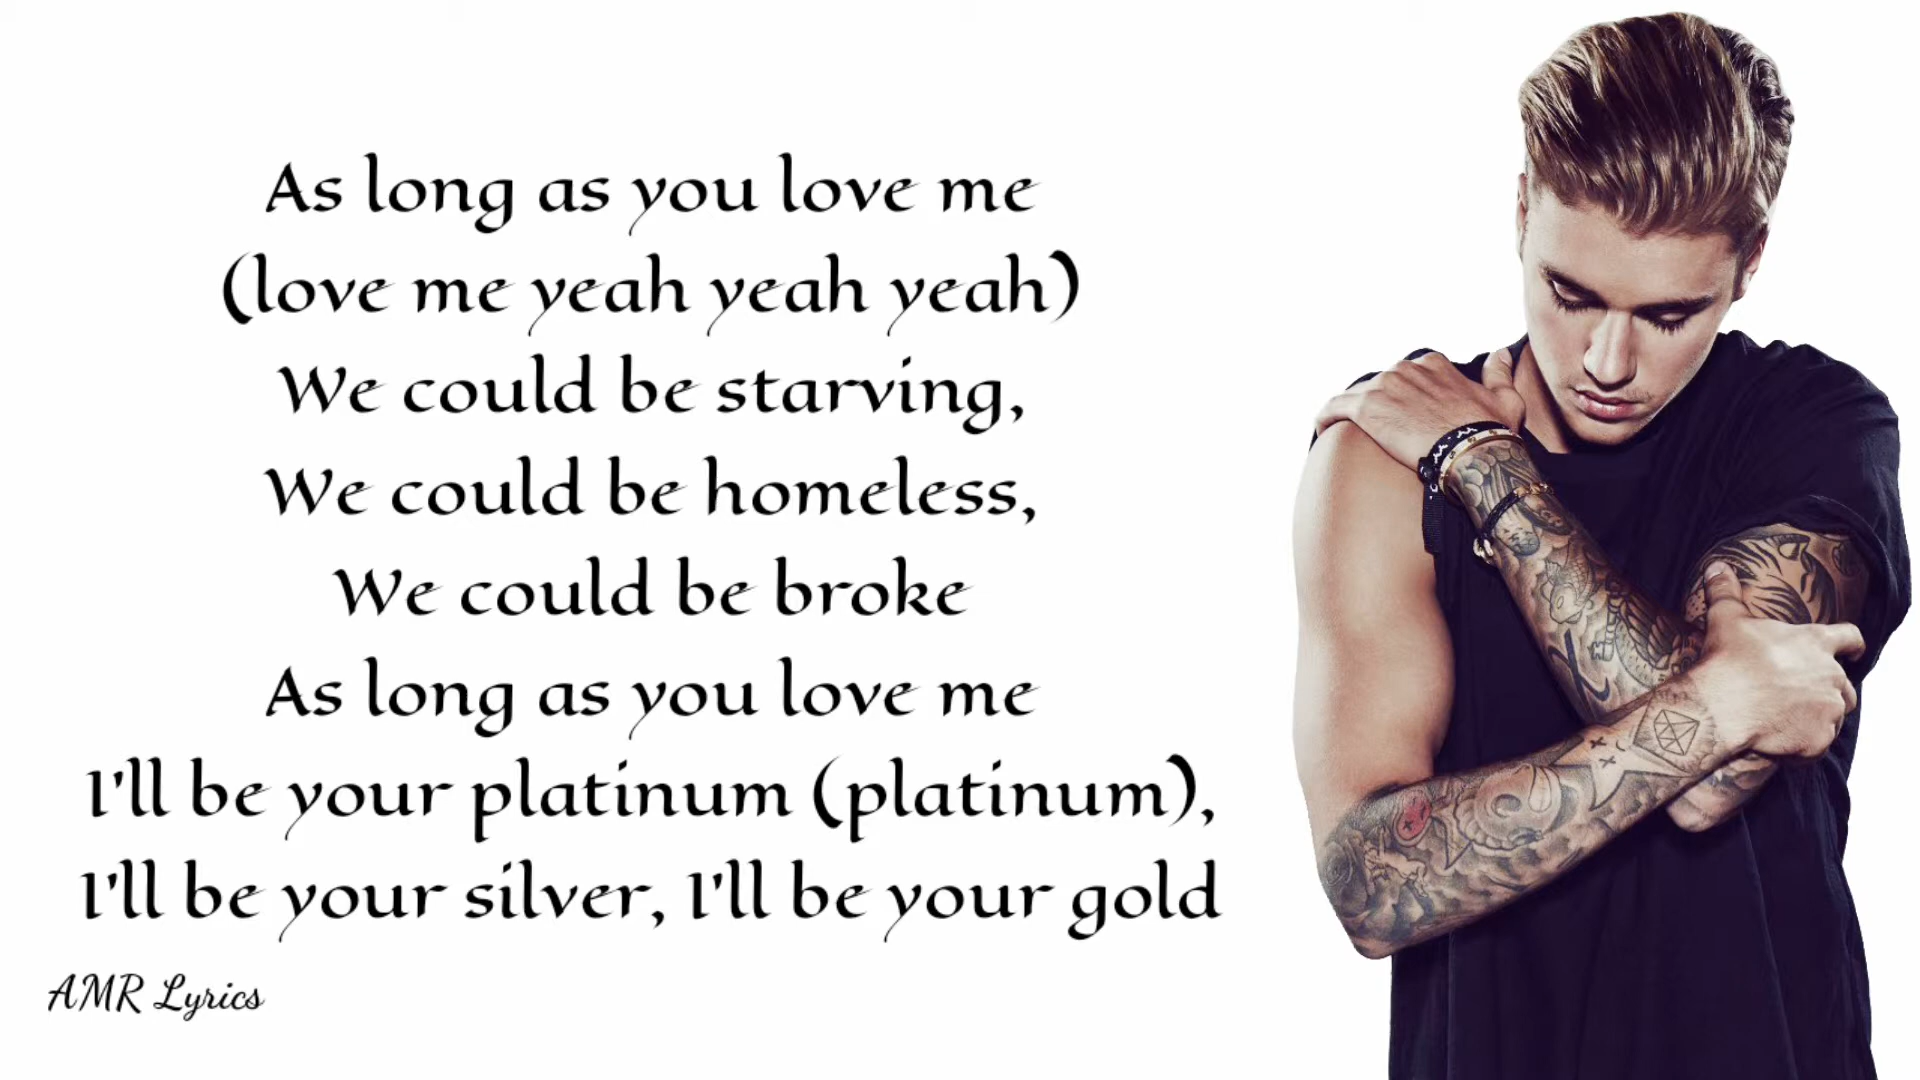 As long as you love me
(love me yeah yeah yeah)
We could be starving,
We could be homeless,
We could be broke
As long as you love me
I'll be your platinum (platinum),
I'll be your silver, I'll be your gold
AMR Lyrics